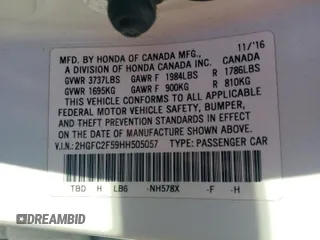 MFD. BY HONDA OF CANADA MFG., 11/'16
A DIVISION OF HONDA CANADA INC. CANADA
GVWR 3737LBS GAWR F 1984LBS R 1786LBS
GVWR 1695KG GAWR F 900KG R 810KG
THIS VEHICLE CONFORMS TO ALL APPLICABLE
FEDERAL MOTOR VEHICLE SAFETY, BUMPER,
AND THEFT PREVENTION STANDARDS IN EFFECT
ON THE DATE OF MANUFACTURE SHOWN ABOVE.
V.I.N.: 2HGFC2F59HH505057 TYPE: PASSENGER CAR
TBD H LB6 -NH578X -F -H
DREAMBID